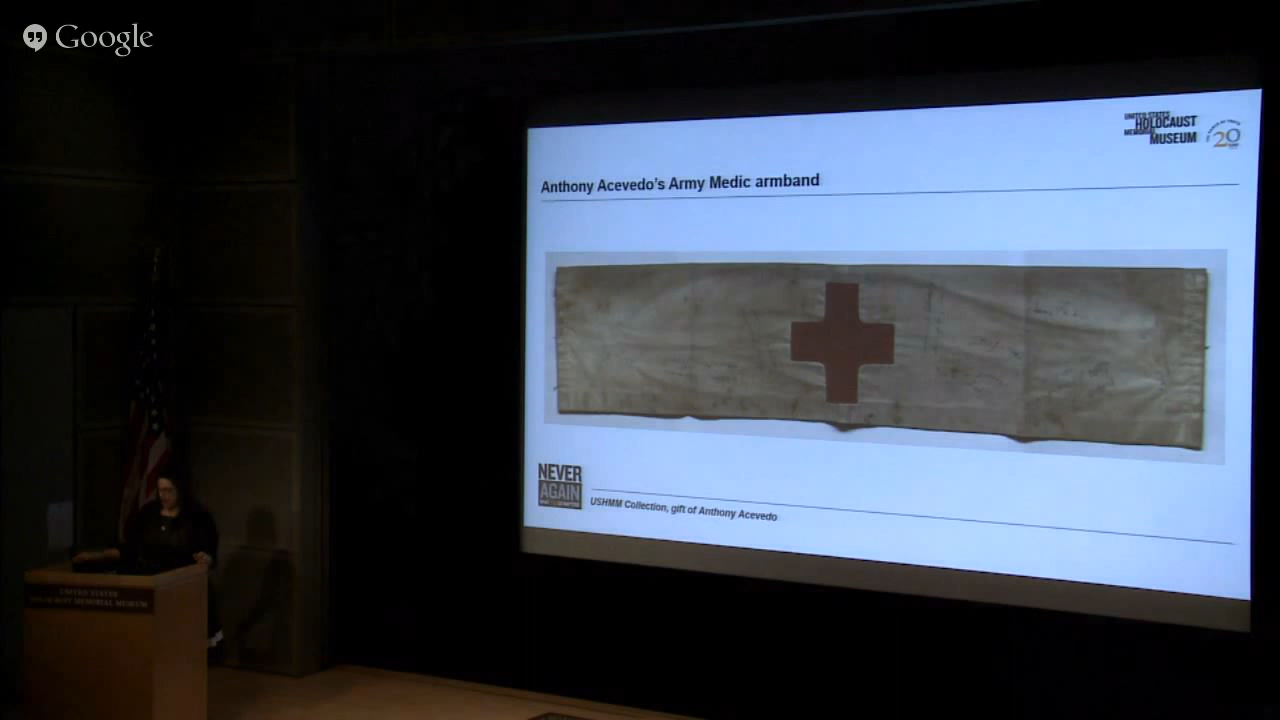 Google
UNITED STATES
HOLOCAUST
MEMORIAL
MUSEUM
20
Anthony Acevedo's Army Medic armband
NEVER
AGAIN
USHMM Collection, gift of Anthony Acevedo
UNITED STATES
HOLOCAUST MEMORIAL MUSEUM